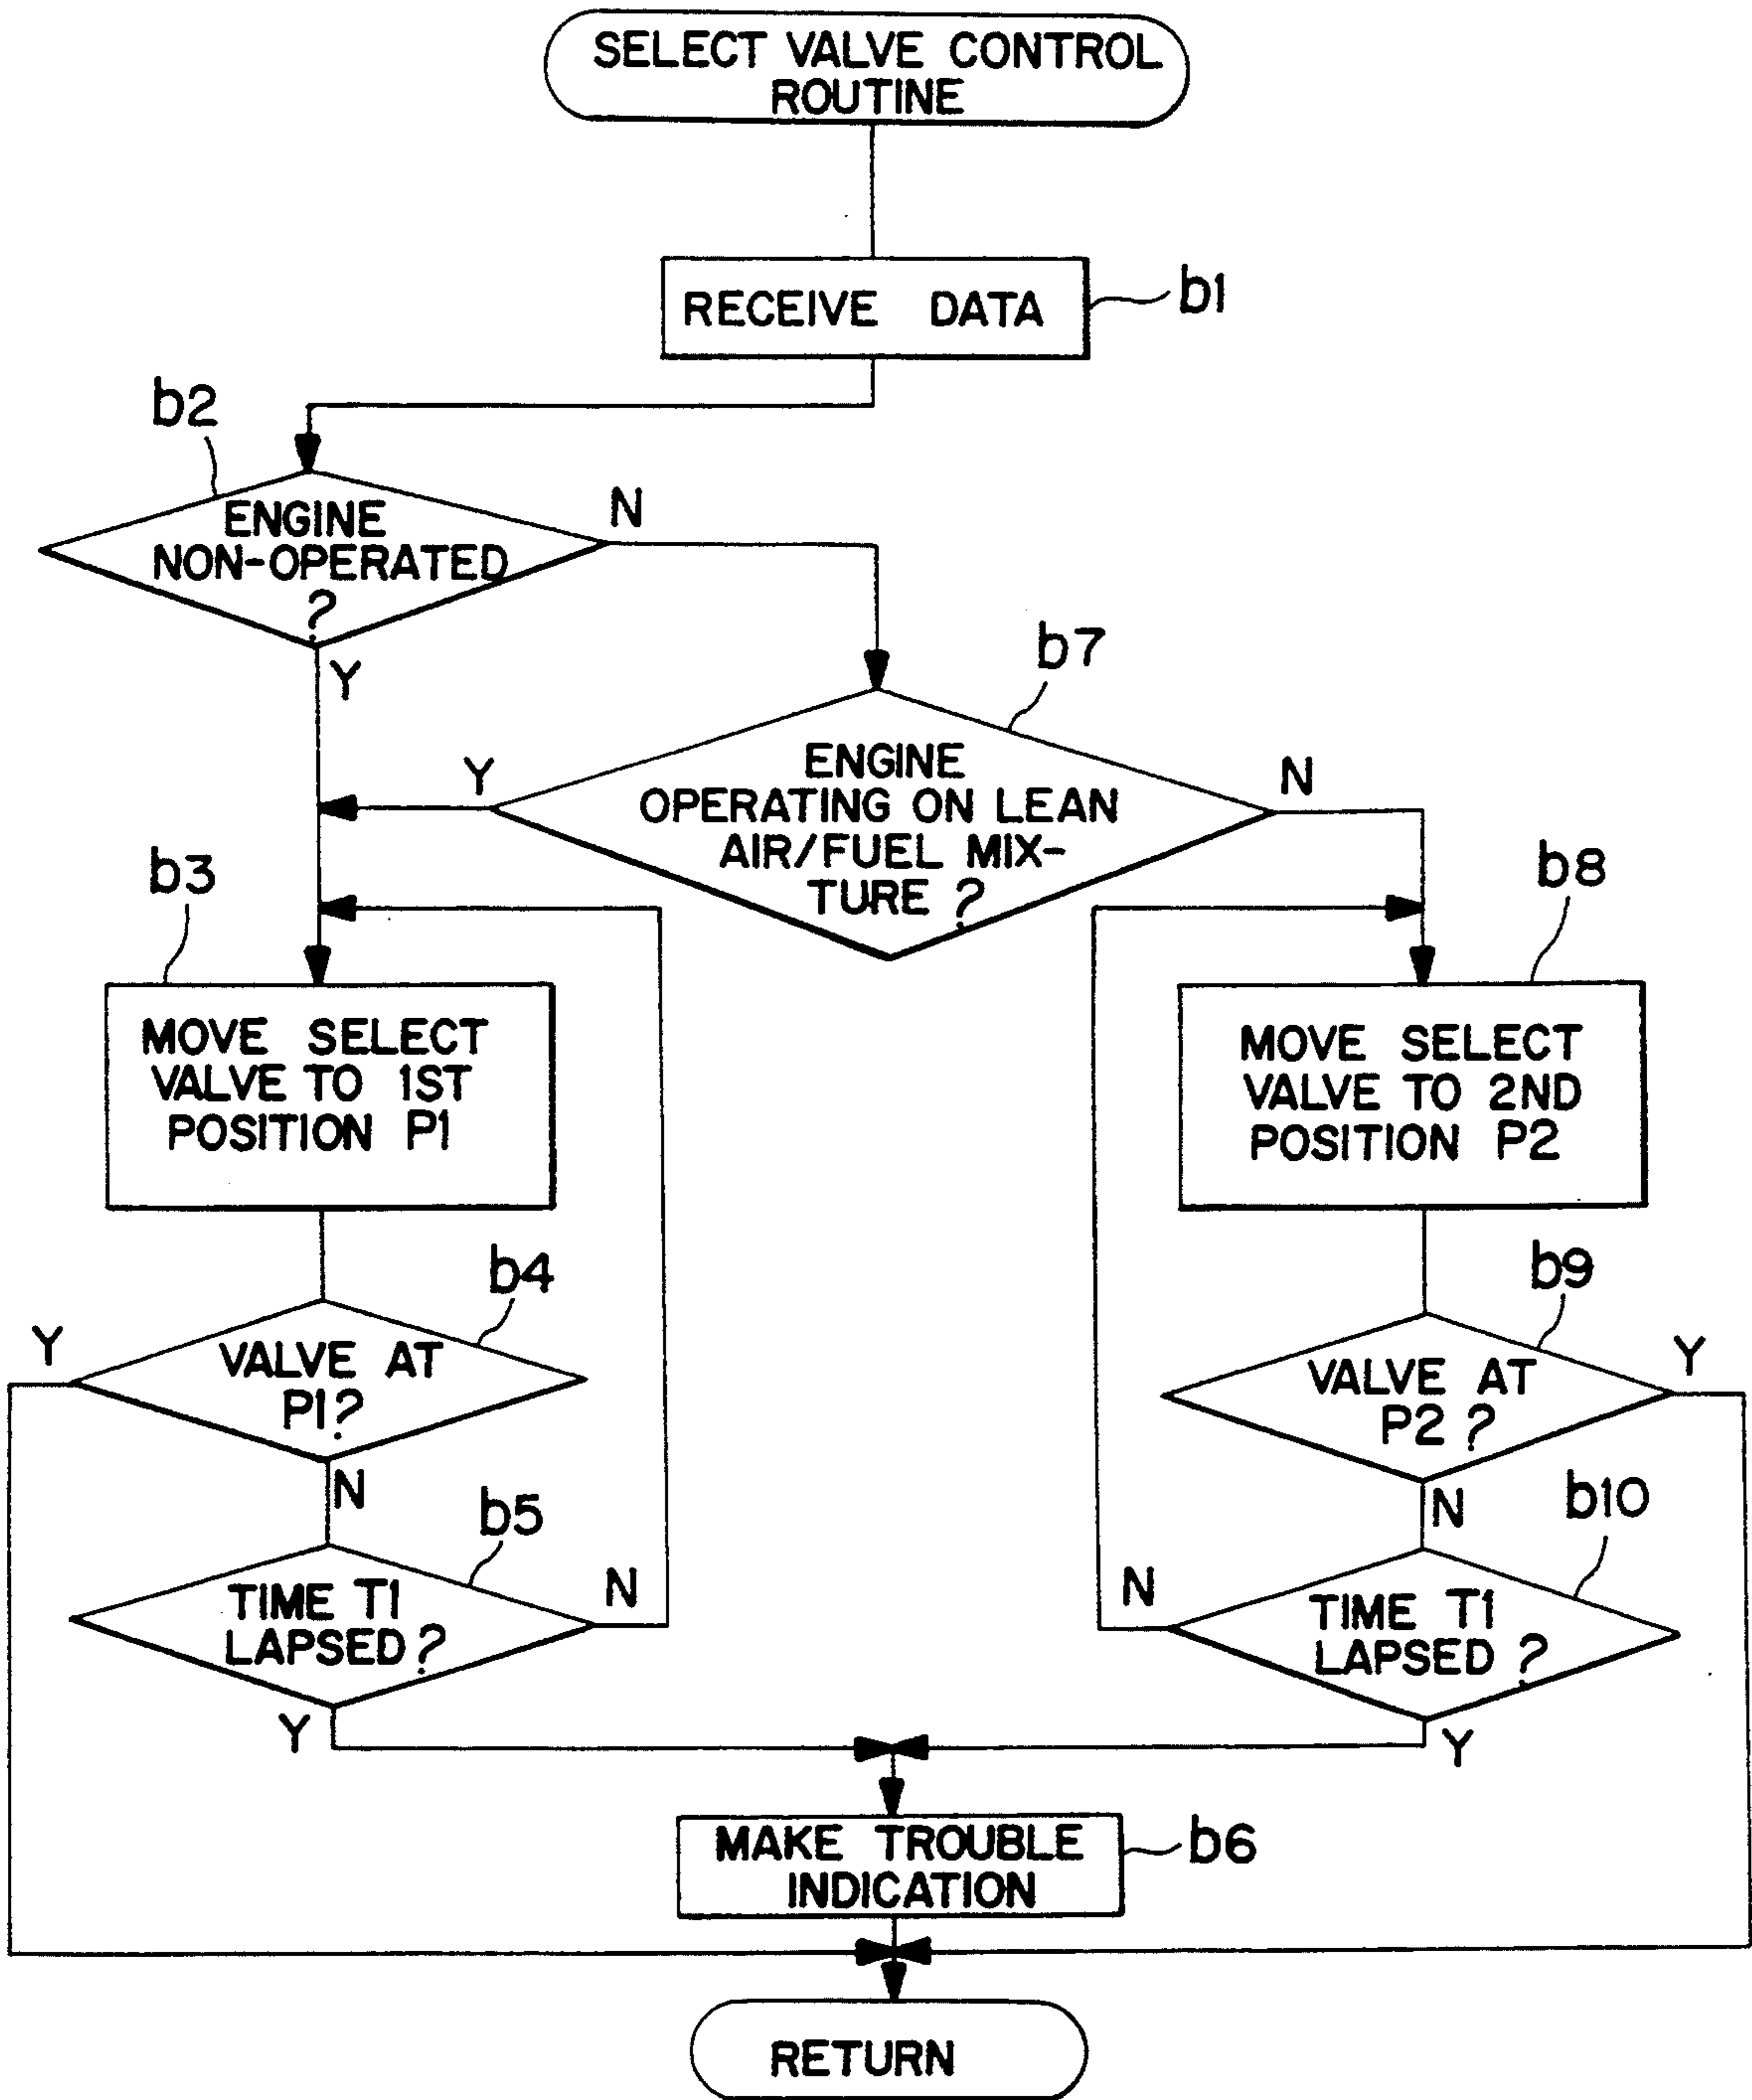 SELECT VALVE CONTROL
ROUTINE
RECEIVE DATA
b1
b2
ENGINE
NON-OPERATED
?
N
Y
b7
ENGINE
OPERATING ON LEAN
AIR/FUEL MIX-
TURE ?
Y
N
b3
MOVE SELECT
VALVE TO 1ST
POSITION P1
b8
MOVE SELECT
VALVE TO 2ND
POSITION P2
b4
VALVE AT
P1?
Y
N
b9
VALVE AT
P2 ?
Y
N
b5
TIME T1
LAPSED?
N
Y
b10
TIME T1
LAPSED ?
N
Y
MAKE TROUBLE
INDICATION
b6
RETURN